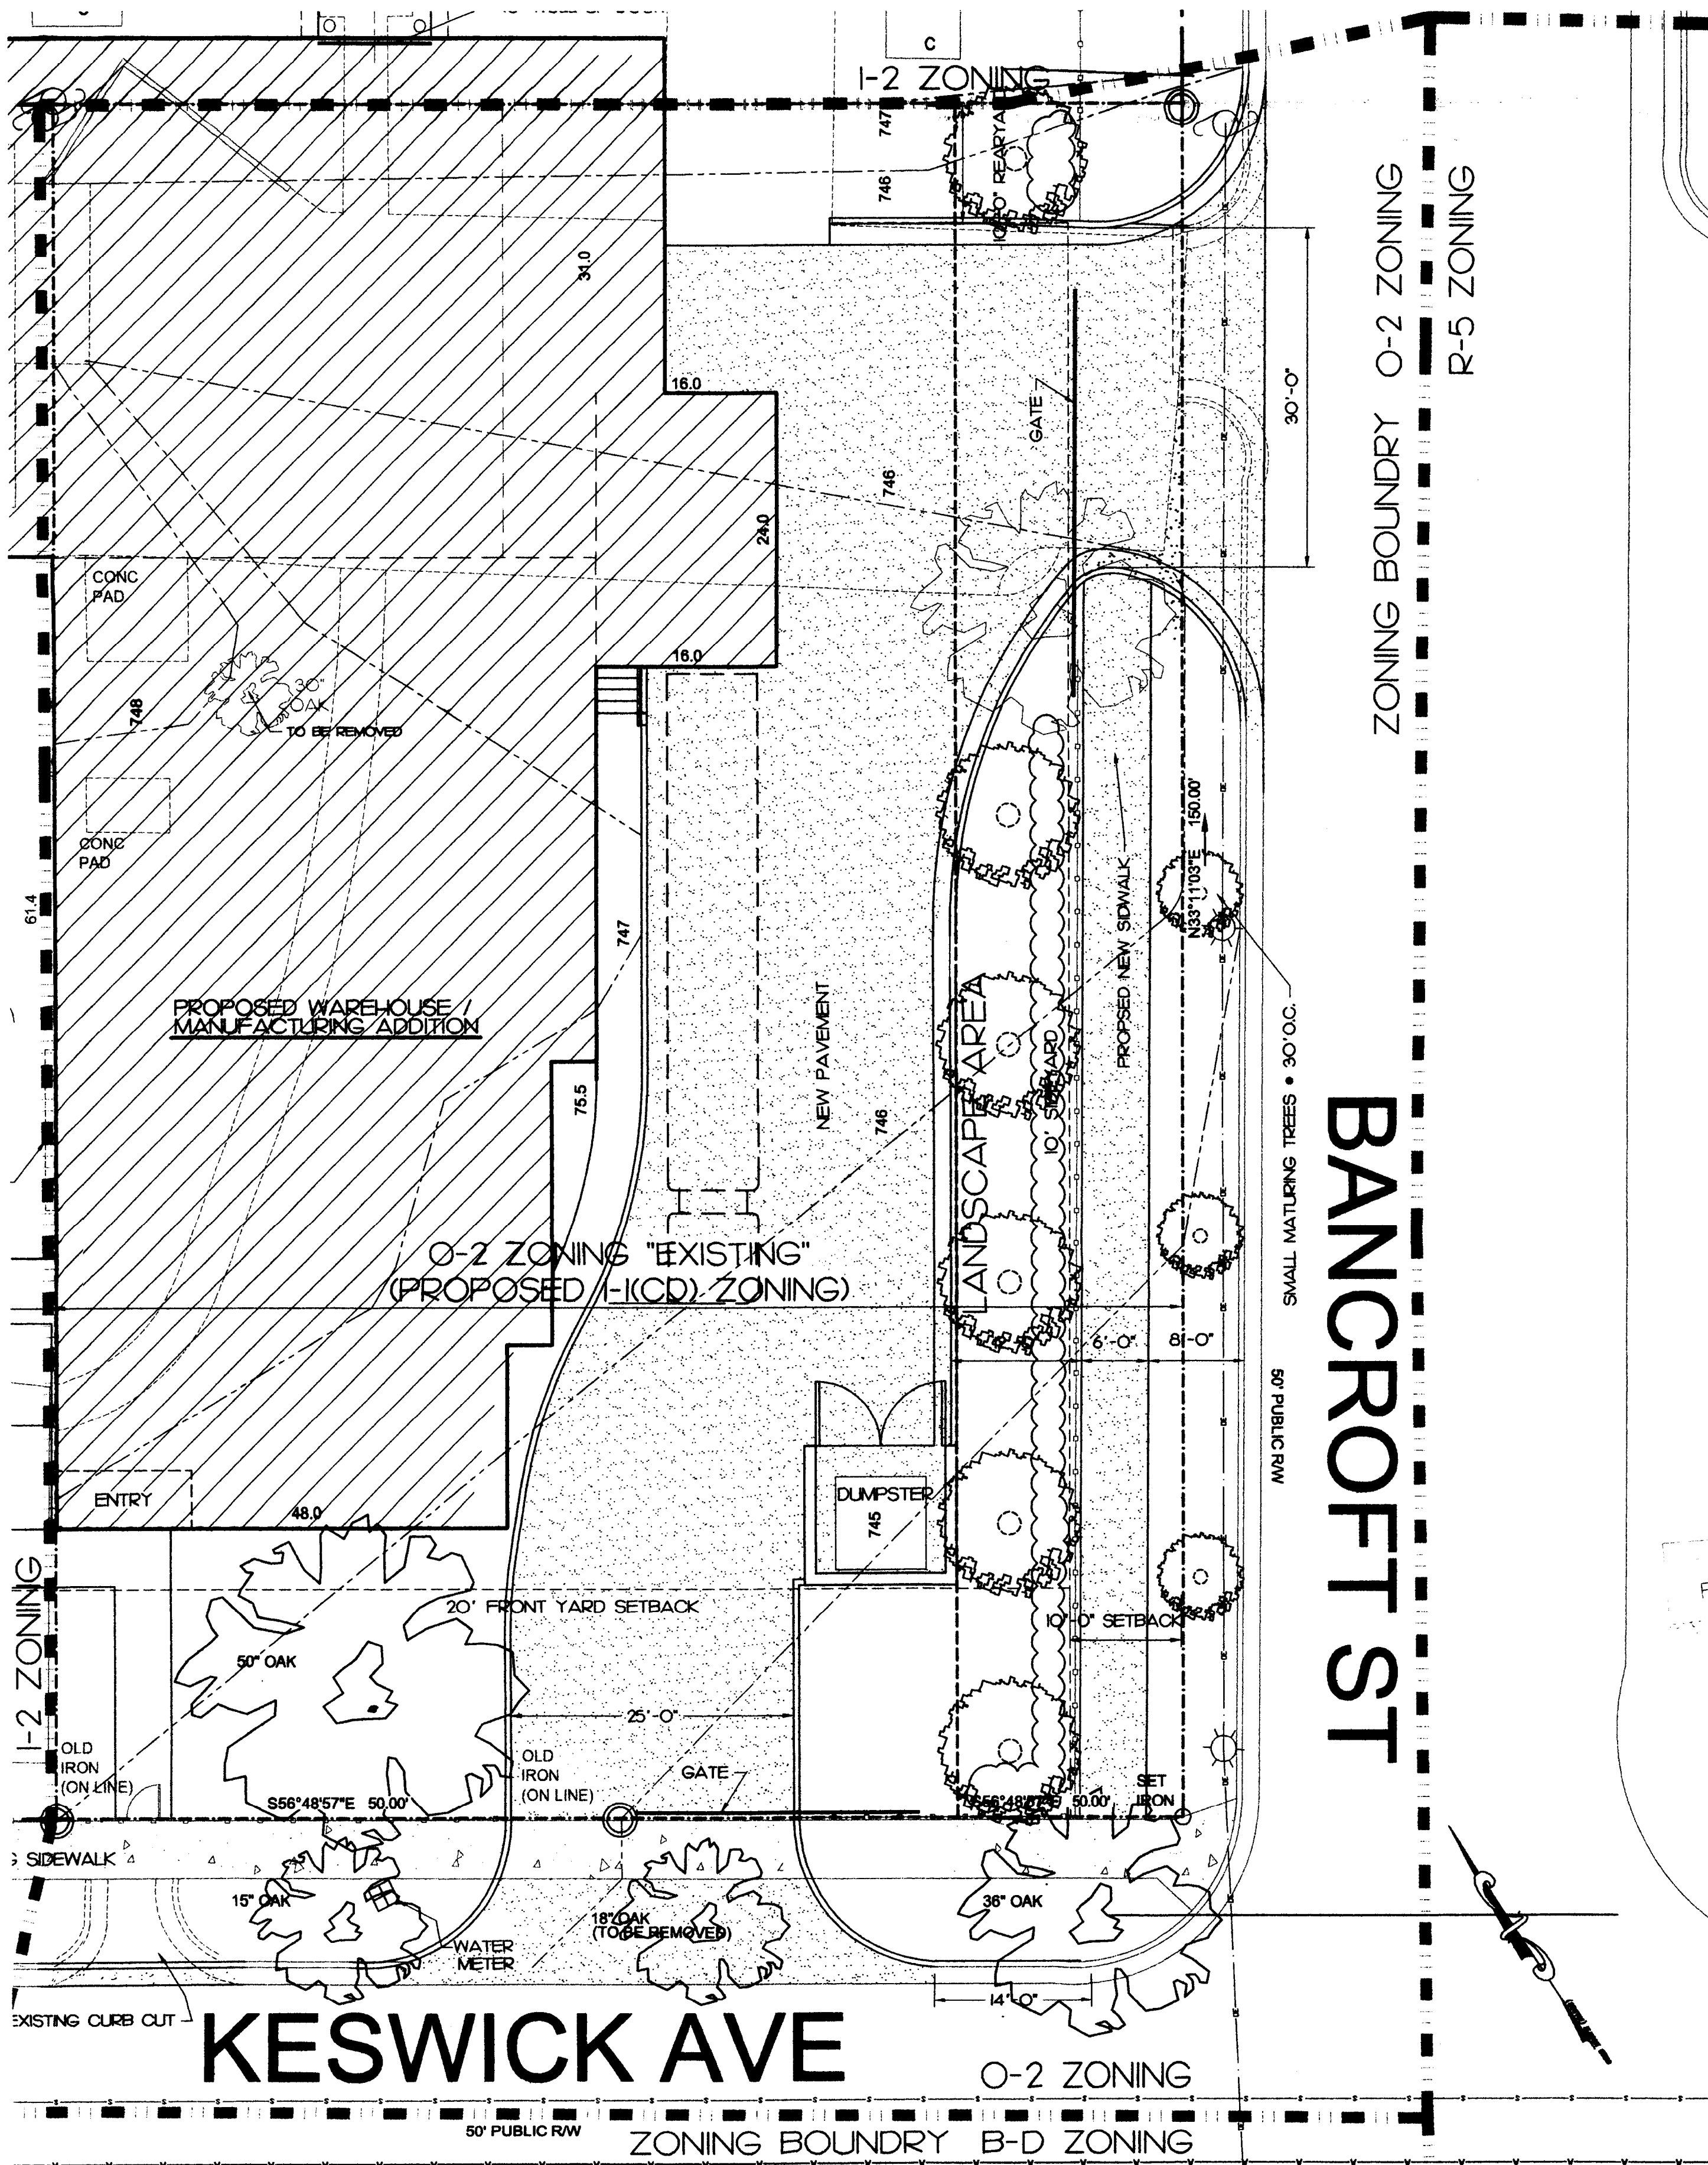 C
I-2 ZONING
747
746
31.0
16.0
GATE
30'-0"
ZONING BOUNDRY O-2 ZONING
R-5 ZONING
746
24.0
CONC
PAD
16.0
30"
OAK
TO BE REMOVED
748
CONC
PAD
61.4
747
N33°11'03"E 150.00'
PROPSED NEW SIDWALK
PROPOSED WAREHOUSE /
MANUFACTURING ADDITION
NEW PAVEMENT
LANDSCAPE AREA
SMALL MATURING TREES • 30' O.C.
75.5
746
BANCROFT ST
O-2 ZONING "EXISTING"
(PROPOSED I-1(CD) ZONING)
6'-0"
8'-0"
50' PUBLIC R/W
ENTRY
48.0
DUMPSTER
745
20' FRONT YARD SETBACK
10'-0" SETBACK
I-2 ZONING
50" OAK
25'-0"
OLD
IRON
(ON LINE)
OLD
IRON
(ON LINE)
GATE
SET
IRON
S56°48'57"E 50.00'
50.00'
SIDEWALK
15" OAK
18" OAK
(TO BE REMOVED)
36" OAK
WATER
METER
14'-0"
EXISTING CURB CUT
KESWICK AVE
O-2 ZONING
50' PUBLIC R/W
ZONING BOUNDRY B-D ZONING